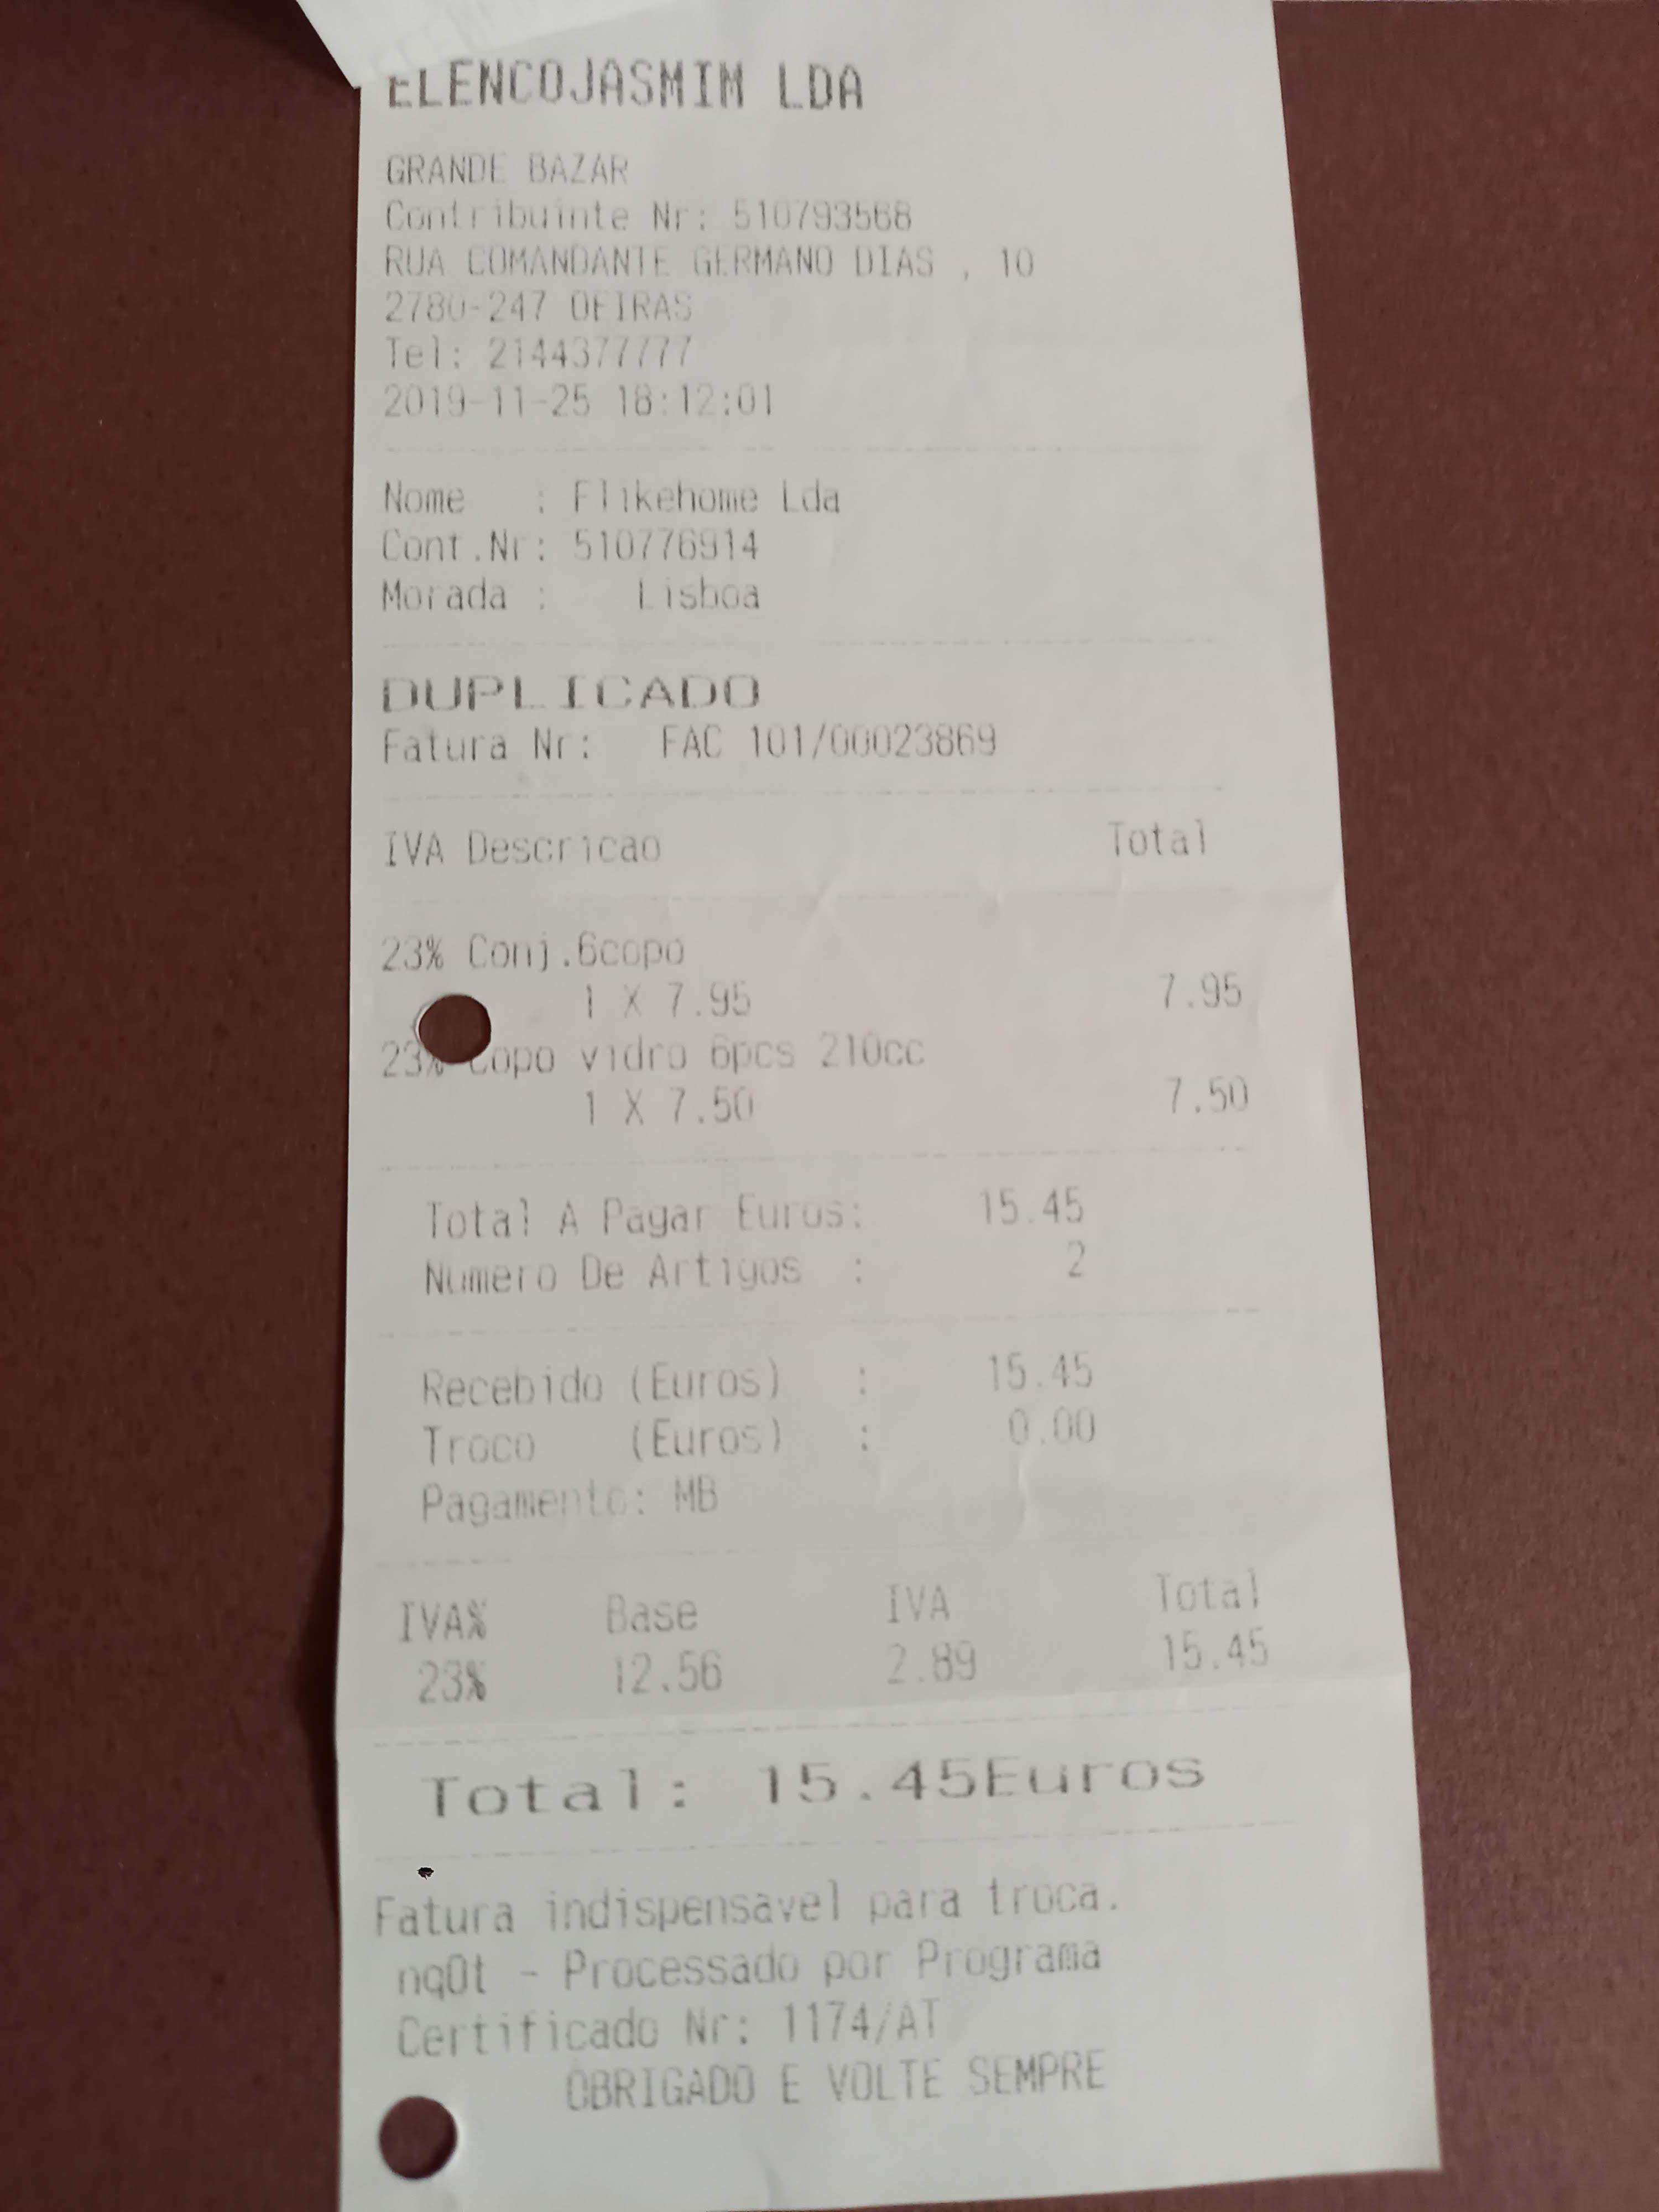 ELENCOJASMIM LDA
GRANDE BAZAR
Contribuinte Nr: 510793568
RUA COMANDANTE GERMANO DIAS , 10
2780-247 OEIRAS
Tel: 2144377777
2019-11-25 18:12:01
Nome : Flikehome Lda
Cont.Nr: 510776914
Morada : Lisboa
DUPLICADO
Fatura Nr: FAC 101/00023869
IVA Descricao Total
23% Conj.6copo
1 X 7.95 7.95
23% Copo vidro 6pcs 210cc
1 X 7.50 7.50
Total A Pagar Euros: 15.45
Numero De Artigos : 2
Recebido (Euros) : 15.45
Troco (Euros) : 0.00
Pagamento: MB
IVA% Base IVA Total
23% 12.56 2.89 15.45
Total: 15.45Euros
Fatura indispensavel para troca.
nqOt - Processado por Programa
Certificado Nr: 1174/AT
OBRIGADO E VOLTE SEMPRE